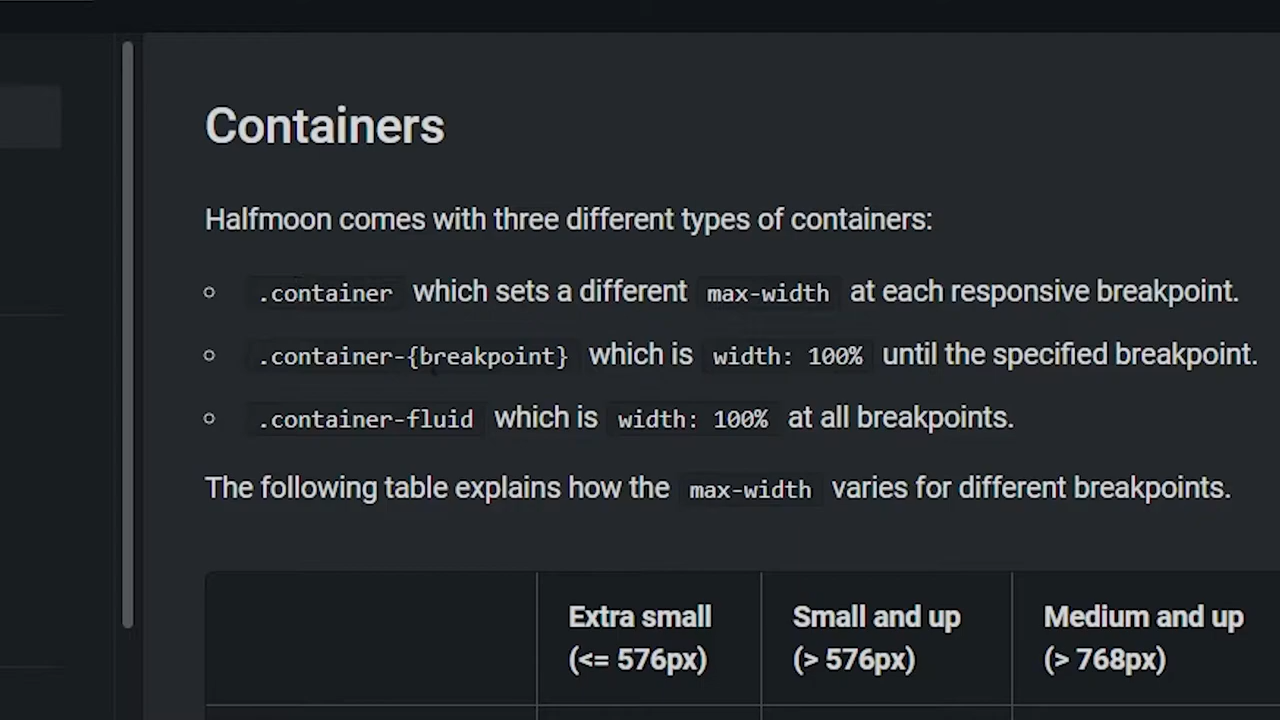 Containers
Halfmoon comes with three different types of containers:
.container which sets a different max-width at each responsive breakpoint.
.container-{breakpoint} which is width: 100% until the specified breakpoint.
.container-fluid which is width: 100% at all breakpoints.
The following table explains how the max-width varies for different breakpoints.
Extra small Small and up Medium and up
(<= 576px) (> 576px) (> 768px)